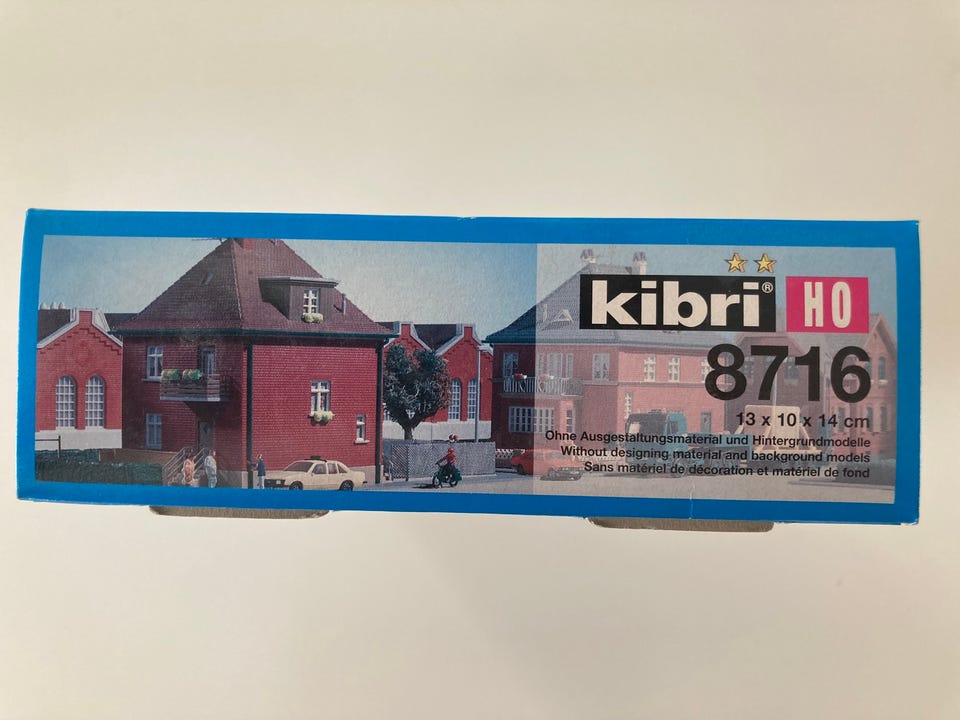 kibri® H0
8716
13 x 10 x 14 cm
Ohne Ausgestaltungsmaterial und Hintergrundmodelle
Without designing material and background models
Sans matériel de décoration et matériel de fond